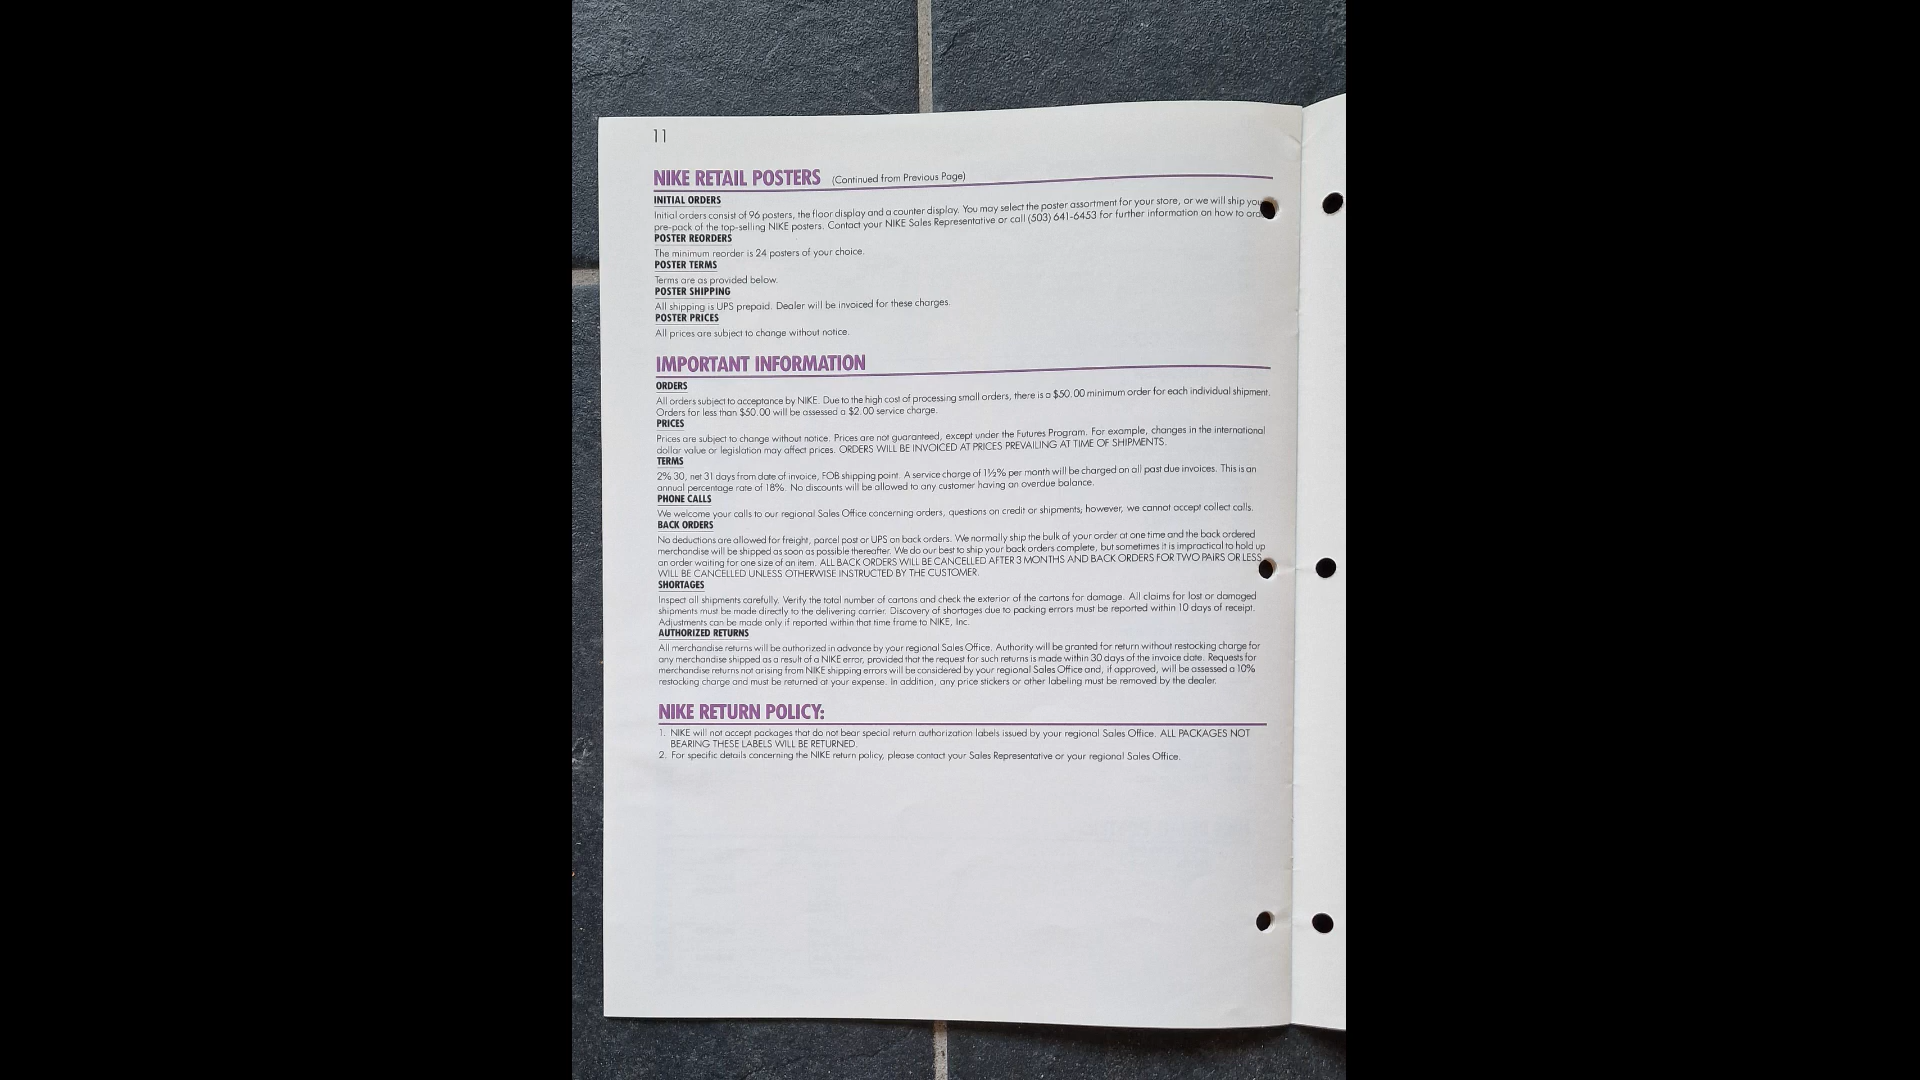 11
NIKE RETAIL POSTERS (Continued from Previous Page)
INITIAL ORDERS
Initial orders consist of 96 posters, the floor display and a counter display. You may select the poster assortment for your store, or we will ship you
pre-pack of the top-selling NIKE posters. Contact your NIKE Sales Representative or call (503) 641-6453 for further information on how to
POSTER REORDERS
The minimum reorder is 24 posters of your choice.
POSTER TERMS
Terms are as provided below.
POSTER SHIPPING
All shipping is UPS prepaid. Dealer will be invoiced for these charges.
POSTER PRICES
All prices are subject to change without notice.
IMPORTANT INFORMATION
ORDERS
All orders subject to acceptance by NIKE. Due to the high cost of processing small orders, there is a $50.00 minimum order for each individual shipment.
Orders for less than $50.00 will be assessed a $2.00 service charge.
PRICES
Prices are subject to change without notice. Prices are not guaranteed, except under the Futures Program. For example, changes in the international
dollar value or legislation may affect prices. ORDERS WILL BE INVOICED AT PRICES PREVAILING AT TIME OF SHIPMENTS.
TERMS
2% 30, net 31 days from date of invoice, FOB shipping point. A service charge of 1½% per month will be charged on all past due invoices. This is an
annual percentage rate of 18%. No discounts will be allowed to any customer having an overdue balance.
PHONE CALLS
We welcome your calls to our regional Sales Office concerning orders, questions on credit or shipments; however, we cannot accept collect calls.
BACK ORDERS
No deductions are allowed for freight, parcel post or UPS on back orders. We normally ship the bulk of your order at one time and the back ordered
merchandise will be shipped as soon as possible thereafter. We do our best to ship your back orders complete, but sometimes it is impractical to hold up
an order waiting for one size of an item. ALL BACK ORDERS WILL BE CANCELLED AFTER 3 MONTHS AND BACK ORDERS FOR TWO PAIRS OR LESS
WILL BE CANCELLED UNLESS OTHERWISE INSTRUCTED BY THE CUSTOMER.
SHORTAGES
Inspect all shipments carefully. Verify the total number of cartons and check the exterior of the cartons for damage. All claims for lost or damaged
shipments must be made directly to the delivering carrier. Discovery of shortages due to packing errors must be reported within 10 days of receipt.
Adjustments can be made only if reported within that time frame to NIKE, Inc.
AUTHORIZED RETURNS
All merchandise returns will be authorized in advance by your regional Sales Office. Authority will be granted for return without restocking charge for
any merchandise shipped as a result of a NIKE error, provided that the request for such returns is made within 30 days of the invoice date. Requests for
merchandise returns not arising from NIKE shipping errors will be considered by your regional Sales Office and, if approved, will be assessed a 10%
restocking charge and must be returned at your expense. In addition, any price stickers or other labeling must be removed by the dealer.
NIKE RETURN POLICY:
1. NIKE will not accept packages that do not bear special return authorization labels issued by your regional Sales Office. ALL PACKAGES NOT
BEARING THESE LABELS WILL BE RETURNED.
2. For specific details concerning the NIKE return policy, please contact your Sales Representative or your regional Sales Office.